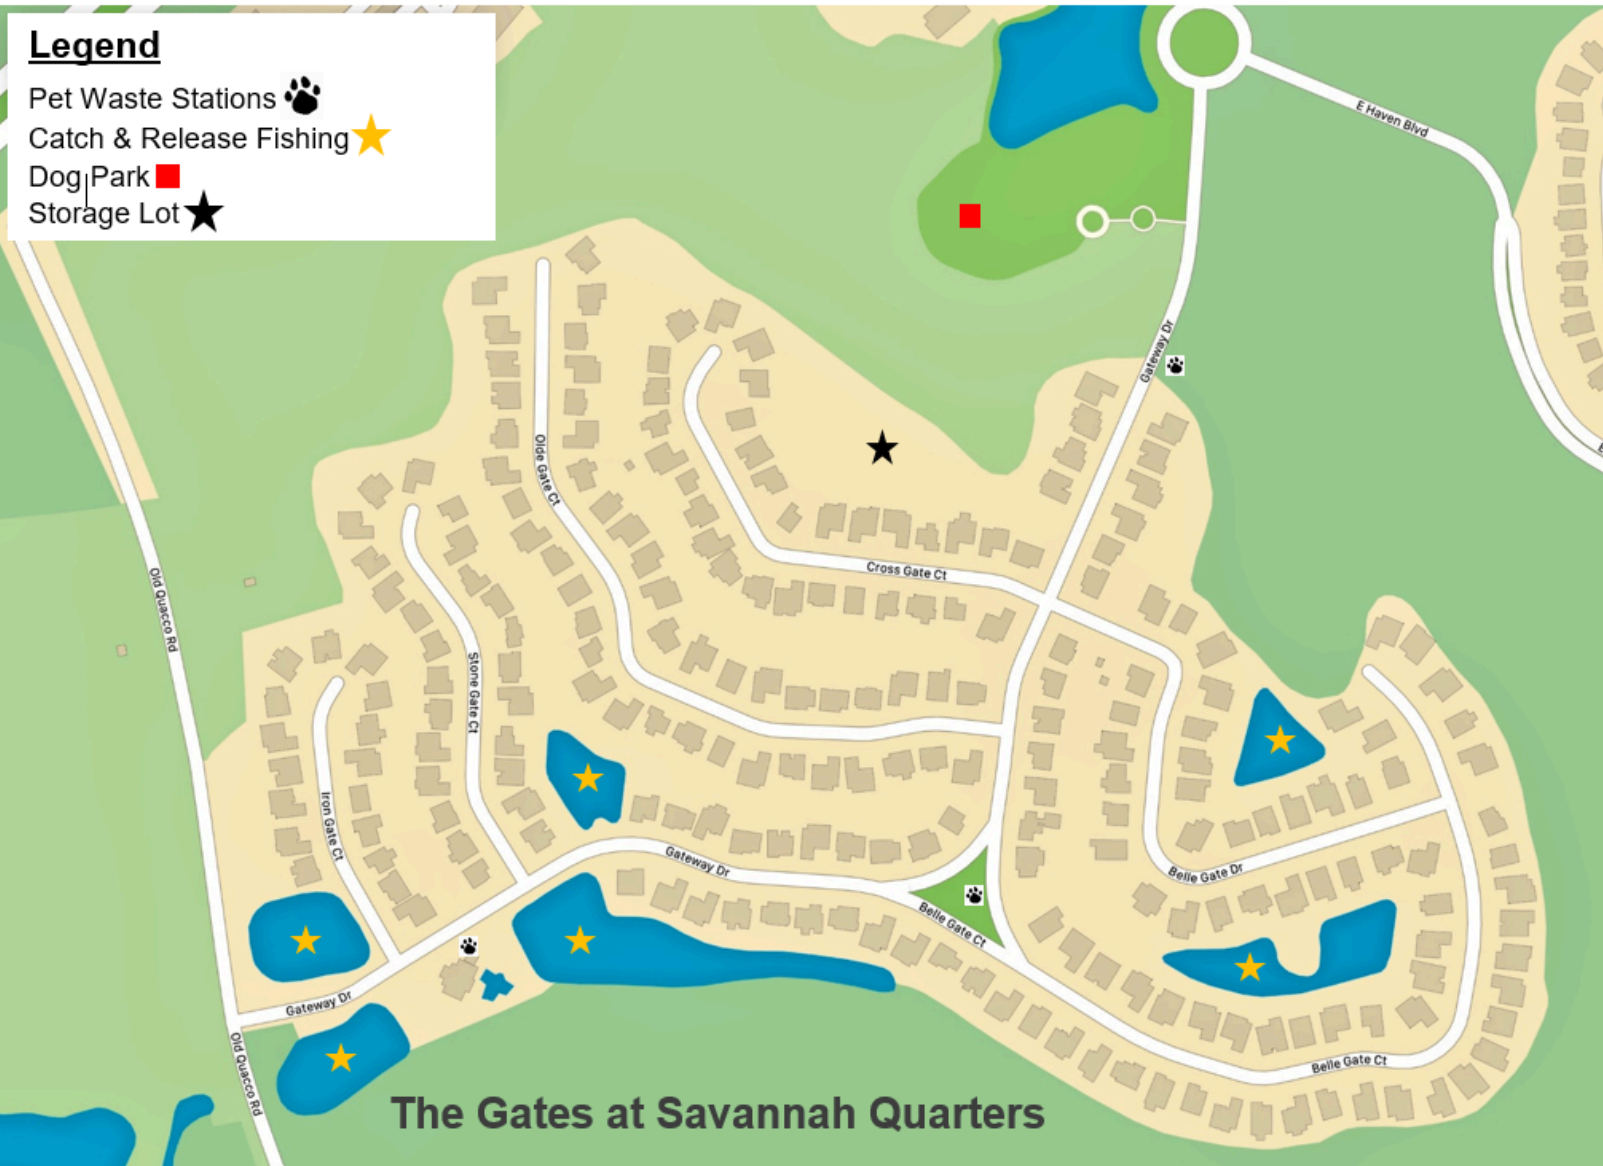 Legend
Pet Waste Stations
Catch & Release Fishing
Dog Park
Storage Lot
E Haven Blvd
Gateway Dr
Olde Gate Ct
Cross Gate Ct
Old Quacco Rd
Stone Gate Ct
Iron Gate Ct
Gateway Dr
Belle Gate Dr
Belle Gate Ct
Gateway Dr
Old Quacco Rd
Belle Gate Ct
The Gates at Savannah Quarters